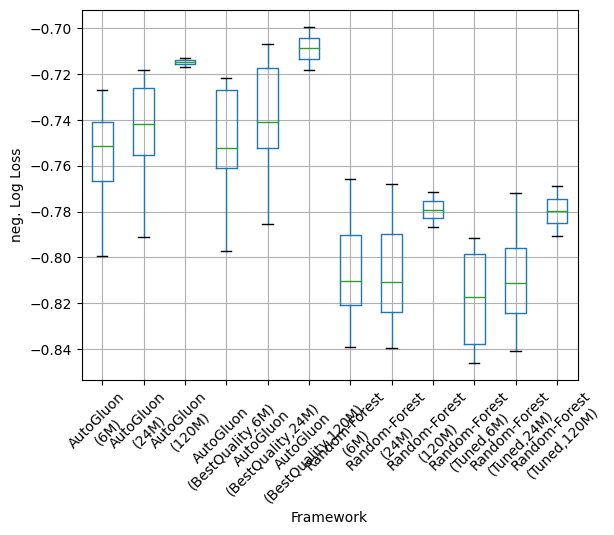 −0.70
−0.72
−0.74
−0.76
−0.78
−0.80
−0.82
−0.84
neg. Log Loss
AutoGluon
(6M)
AutoGluon
(24M)
AutoGluon
(120M)
AutoGluon
(BestQuality,6M)
AutoGluon
(BestQuality,24M)
AutoGluon
(BestQuality,120M)
Random-Forest
(6M)
Random-Forest
(24M)
Random-Forest
(120M)
Random-Forest
(Tuned,6M)
Random-Forest
(Tuned,24M)
Random-Forest
(Tuned,120M)
Framework